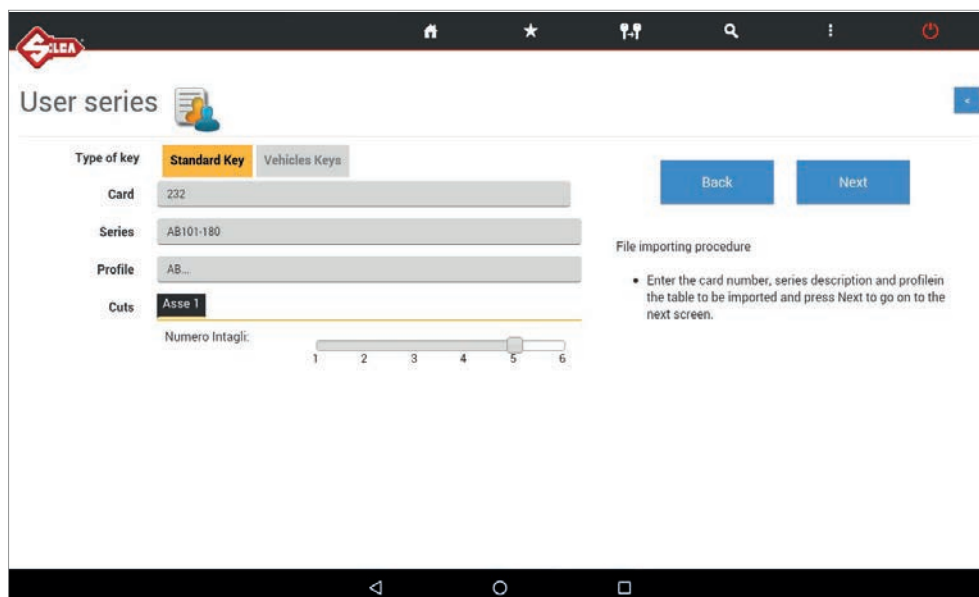 SILCA
User series
<
Type of key
Standard Key
Vehicles Keys
Card
232
Series
AB101-180
Profile
AB...
Cuts
Asse 1
Numero Intagli:
1 2 3 4 5 6
Back
Next
File importing procedure
• Enter the card number, series description and profilein
the table to be imported and press Next to go on to the
next screen.